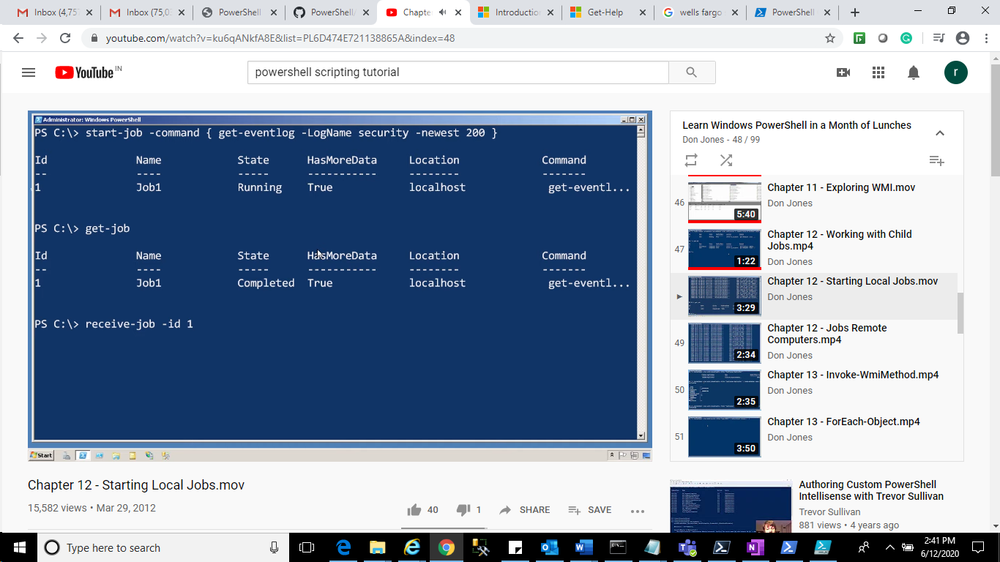 Inbox (4,75
Inbox (75,03
PowerShell
PowerShell/
Chapte
Introduction
Get-Help
wells fargo
PowerShell
youtube.com/watch?v=ku6qANkfA8E&list=PL6D474E721138865A&index=48
YouTube IN
powershell scripting tutorial
r
Administrator: Windows PowerShell
PS C:\> start-job -command { get-eventlog -LogName security -newest 200 }
Id Name State HasMoreData Location Command
-- ---- ----- ----------- -------- -------
1 Job1 Running True localhost get-eventl...
PS C:\> get-job
Id Name State HasMoreData Location Command
-- ---- ----- ----------- -------- -------
1 Job1 Completed True localhost get-eventl...
PS C:\> receive-job -id 1
Start
Chapter 12 - Starting Local Jobs.mov
15,582 views • Mar 29, 2012
40
1
SHARE
SAVE
Learn Windows PowerShell in a Month of Lunches
Don Jones - 48 / 99
46
5:40
Chapter 11 - Exploring WMI.mov
Don Jones
47
1:22
Chapter 12 - Working with Child
Jobs.mp4
Don Jones
3:29
Chapter 12 - Starting Local Jobs.mov
Don Jones
49
2:34
Chapter 12 - Jobs Remote
Computers.mp4
Don Jones
50
2:35
Chapter 13 - Invoke-WmiMethod.mp4
Don Jones
51
3:50
Chapter 13 - ForEach-Object.mp4
Don Jones
Authoring Custom PowerShell
Intellisense with Trevor Sullivan
Trevor Sullivan
881 views • 4 years ago
Type here to search
2:41 PM
6/12/2020